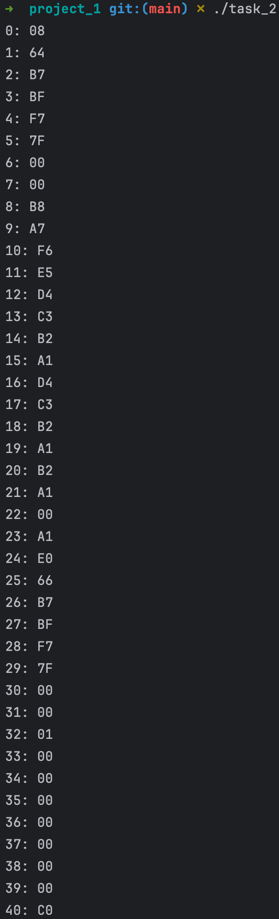 ➜ project_1 git:(main) ✗ ./task_2
0: 08
1: 64
2: B7
3: BF
4: F7
5: 7F
6: 00
7: 00
8: B8
9: A7
10: F6
11: E5
12: D4
13: C3
14: B2
15: A1
16: D4
17: C3
18: B2
19: A1
20: B2
21: A1
22: 00
23: A1
24: E0
25: 66
26: B7
27: BF
28: F7
29: 7F
30: 00
31: 00
32: 01
33: 00
34: 00
35: 00
36: 00
37: 00
38: 00
39: 00
40: C0